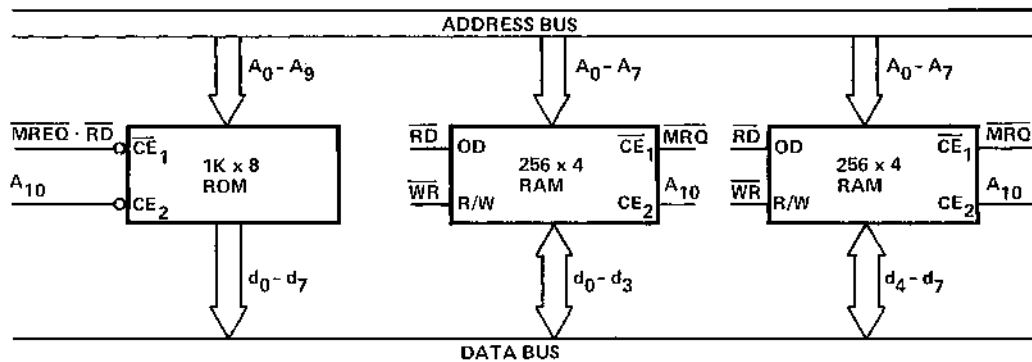 ADDRESS BUS
A0 - A9
A0 - A7
A0 - A7
MREQ · RD
CE1
1K x 8
ROM
A10
CE2
RD
OD
256 x 4
RAM
CE1
MRQ
WR
R/W
CE2
A10
RD
OD
256 x 4
RAM
CE1
MRQ
WR
R/W
CE2
A10
d0 - d7
d0 - d3
d4 - d7
DATA BUS